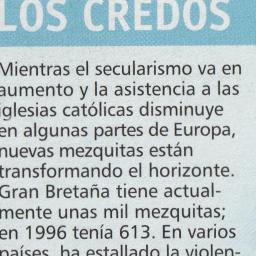 LOS CREDOS
Mientras el secularismo va en
aumento y la asistencia a las
iglesias católicas disminuye
en algunas partes de Europa,
nuevas mezquitas están
transformando el horizonte.
Gran Bretaña tiene actual-
mente unas mil mezquitas;
en 1996 tenía 613. En varios
países, ha estallado la violen-